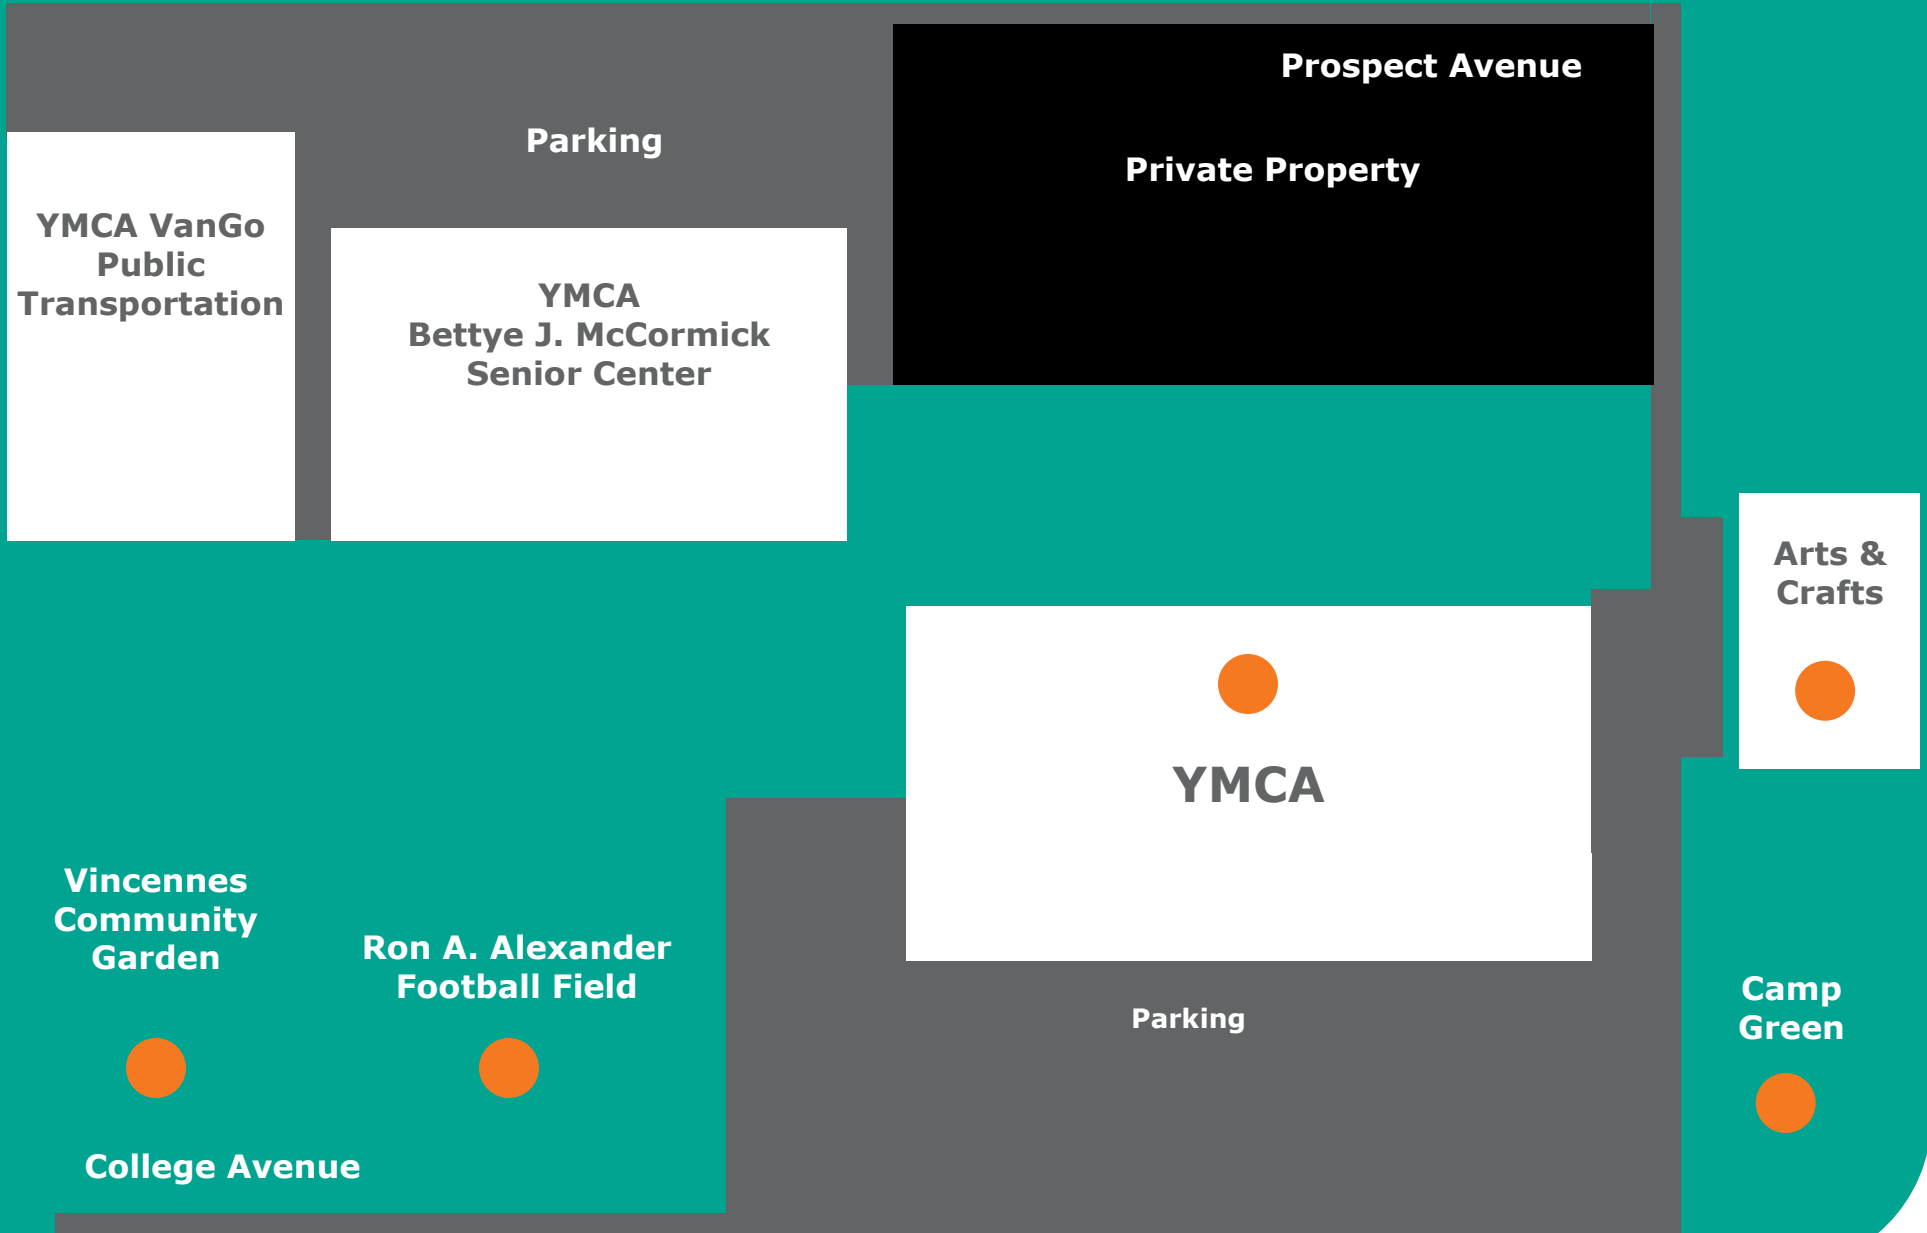 Prospect Avenue
Parking
Private Property
YMCA VanGo
Public
Transportation
YMCA
Bettye J. McCormick
Senior Center
Arts &
Crafts
YMCA
Vincennes
Community
Garden
Ron A. Alexander
Football Field
Camp
Green
Parking
College Avenue